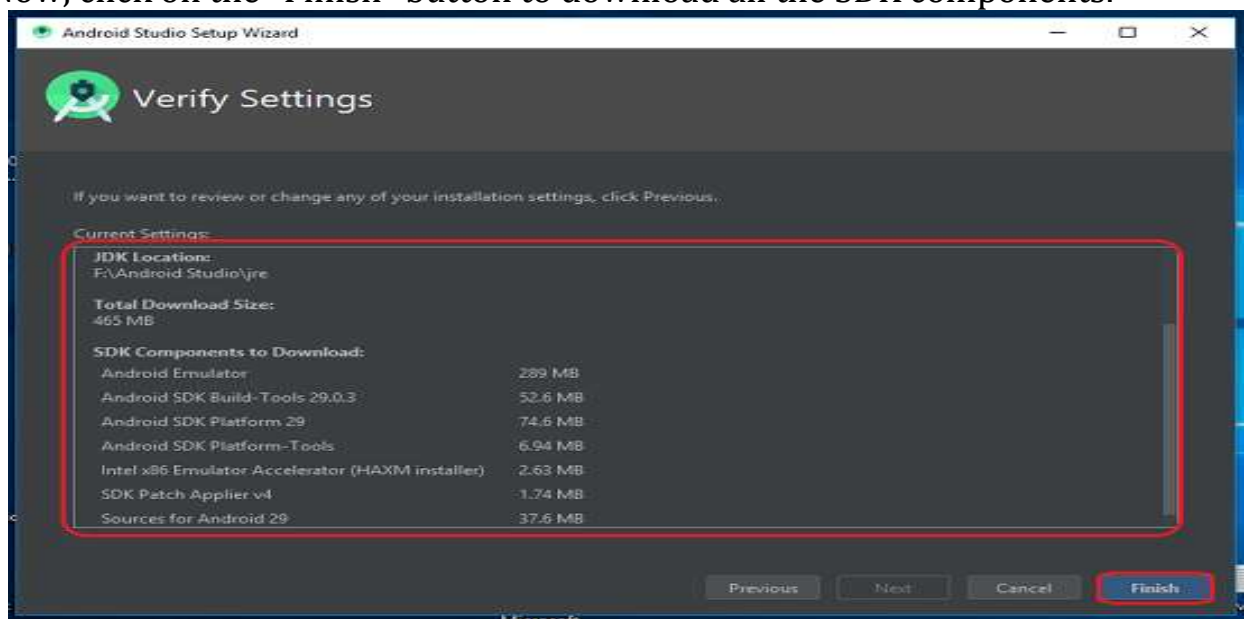 Now, click on the "Finish" button to download all the SDK components.
Android Studio Setup Wizard
Verify Settings
If you want to review or change any of your installation settings, click Previous.
Current Settings:
JDK Location:
F:\Android Studio\jre
Total Download Size:
465 MB
SDK Components to Download:
Android Emulator 289 MB
Android SDK Build-Tools 29.0.3 52.6 MB
Android SDK Platform 29 74.6 MB
Android SDK Platform-Tools 6.94 MB
Intel x86 Emulator Accelerator (HAXM installer) 2.63 MB
SDK Patch Applier v4 1.74 MB
Sources for Android 29 37.6 MB
Previous Next Cancel Finish